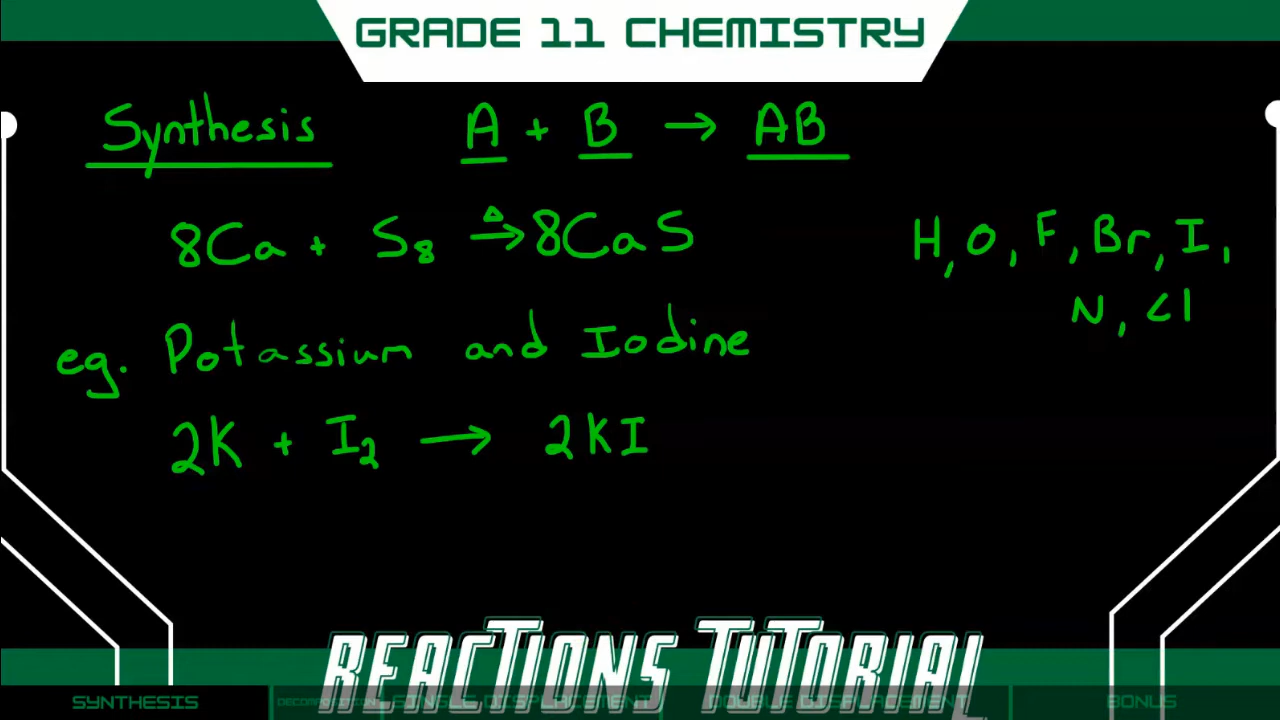 GRADE 11 CHEMISTRY
Synthesis A + B → AB
8Ca + S₈ →Δ 8CaS
H, O, F, Br, I,
N, Cl
eg. Potassium and Iodine
2K + I₂ → 2KI
REACTIONS TUTORIAL
SYNTHESIS
BONUS